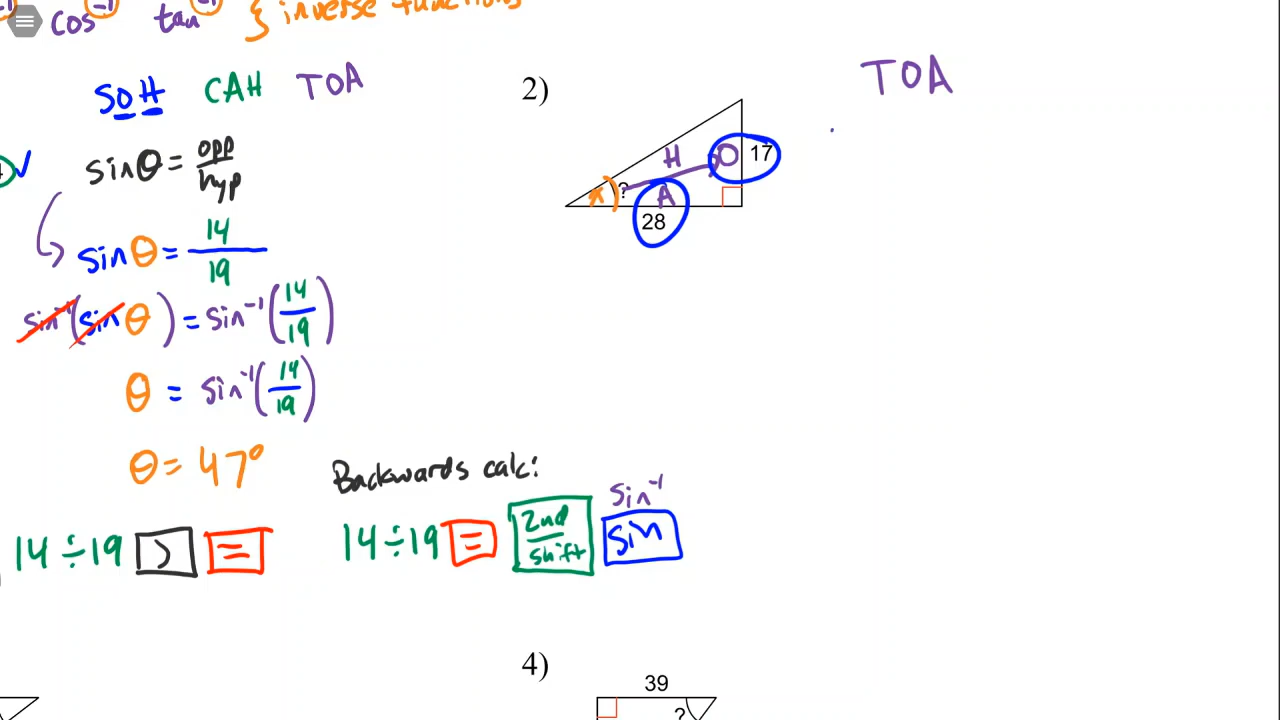 cos⁻¹ tan⁻¹ } inverse functions
SOH CAH TOA
sinθ = opp/hyp
sinθ = 14/19
sin⁻¹(sinθ) = sin⁻¹(14/19)
θ = sin⁻¹(14/19)
θ = 47°
14 ÷ 19 ) =
Backwards calc:
14 ÷ 19 = 2nd/shift sin⁻¹ sin
2)
TOA
H
O 17
x ?
A
28
4)
39
?